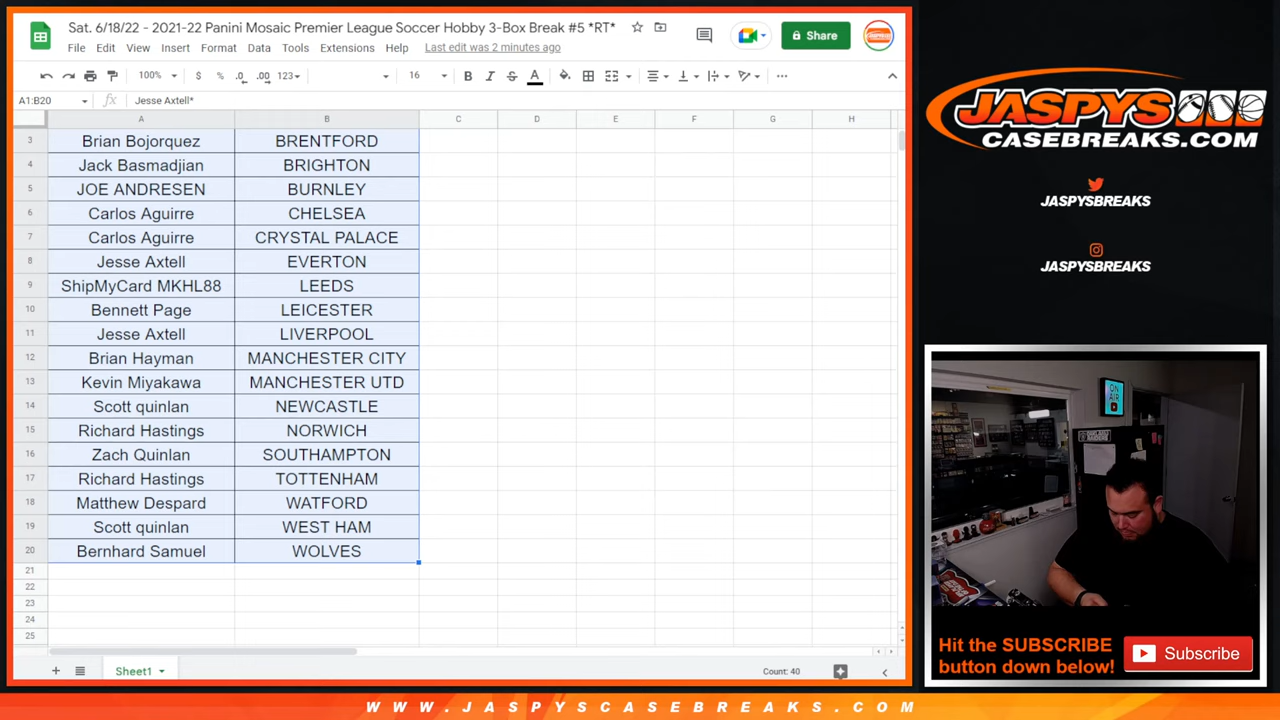 Sat. 6/18/22 - 2021-22 Panini Mosaic Premier League Soccer Hobby 3-Box Break #5 *RT*
File Edit View Insert Format Data Tools Extensions Help Last edit was 2 minutes ago
Share
100% $ % .0 .00 123 16 B I S A
A1:B20 fx Jesse Axtell*
A B C D E F G H
3 Brian Bojorquez BRENTFORD
4 Jack Basmadjian BRIGHTON
5 JOE ANDRESEN BURNLEY
6 Carlos Aguirre CHELSEA
7 Carlos Aguirre CRYSTAL PALACE
8 Jesse Axtell EVERTON
9 ShipMyCard MKHL88 LEEDS
10 Bennett Page LEICESTER
11 Jesse Axtell LIVERPOOL
12 Brian Hayman MANCHESTER CITY
13 Kevin Miyakawa MANCHESTER UTD
14 Scott quinlan NEWCASTLE
15 Richard Hastings NORWICH
16 Zach Quinlan SOUTHAMPTON
17 Richard Hastings TOTTENHAM
18 Matthew Despard WATFORD
19 Scott quinlan WEST HAM
20 Bernhard Samuel WOLVES
21
22
23
24
25
Sheet1
Count: 40
JASPYS
CASEBREAKS.COM
JASPYSBREAKS
JASPYSBREAKS
ON AIR
Hit the SUBSCRIBE
button down below!
Subscribe
WWW.JASPYSCASEBREAKS.COM